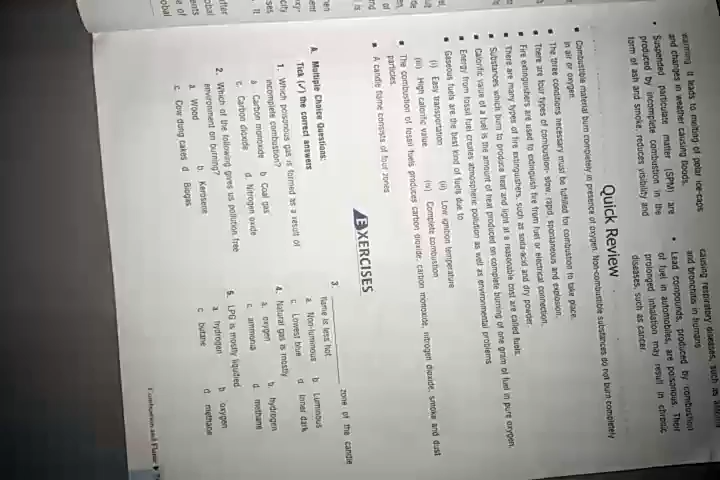 warming. It leads to melting of polar ice-caps
and changes in weather causing floods.
• Suspended particulate matter (SPM) are
produced by incomplete combustion in the
form of ash and smoke, reduces visibility and
causing respiratory diseases, such as
and bronchitis in humans
• Lead compounds, produced by combustion
of fuel in automobiles, are poisonous. Their
prolonged inhalation may result in chronic
diseases, such as cancer.
Quick Review
• Combustible material burn completely in presence of oxygen. Non-combustible substances do not burn completely
in air or oxygen.
• The three conditions necessary must be fulfilled for combustion to take place.
• There are four types of combustion- slow, rapid, spontaneous and explosion.
• Fire extinguishers are used to extinguish fire from fuel or electrical connection.
• There are many types of fire extinguishers, such as soda-acid and dry powder.
• Substances which burn to produce heat and light at a reasonable cost are called fuels.
• Calorific value of a fuel is the amount of heat produced on complete burning of one gram of fuel in pure oxygen.
• Energy from fossil fuel creates atmospheric pollution as well as environmental problems
• Gaseous fuels are the best kind of fuels due to
(i) Easy transportation (ii) Low ignition temperature
(iii) High calorific value (iv) Complete combustion
• The combustion of fossil fuels produces carbon dioxide, carbon monoxide, nitrogen dioxide, smoke and dust
particles.
• A candle flame consists of four zones
EXERCISES
A. Multiple Choice Questions:
Tick (✓) the correct answers
1. Which poisonous gas is formed as a result of
incomplete combustion?
a. Carbon monoxide b. Coal gas
c. Carbon dioxide d. Nitrogen oxide
2. Which of the following gives us pollution free
environment on burning?
a. Wood b. Kerosene
c. Cow dung cakes d. Biogas
3. ________ zone of the candle
flame is less hot
a. Non-luminous b. Luminous
c. Lowest blue d. Inner dark
4. Natural gas is mostly
a. oxygen b. hydrogen
c. ammonia d. methane
5. LPG is mostly liquified
a. hydrogen b. oxygen
c. butane d. methane
Combustion and Flame